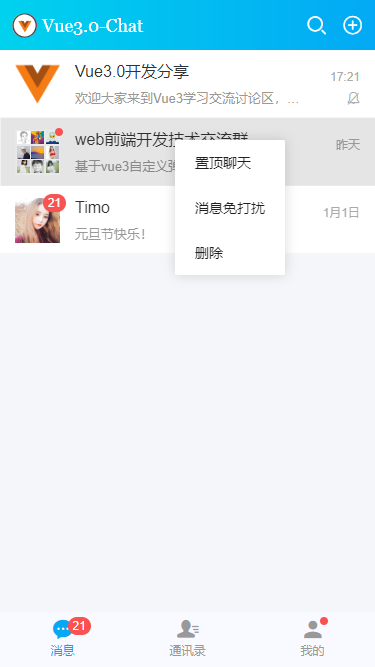 Vue3.0-Chat
Vue3.0开发分享
17:21
欢迎大家来到Vue3学习交流讨论区，…
web前端开发技术交流群
昨天
基于vue3自定义弹
置顶聊天
消息免打扰
删除
21
Timo
1月1日
元旦节快乐！
21
消息
通讯录
我的